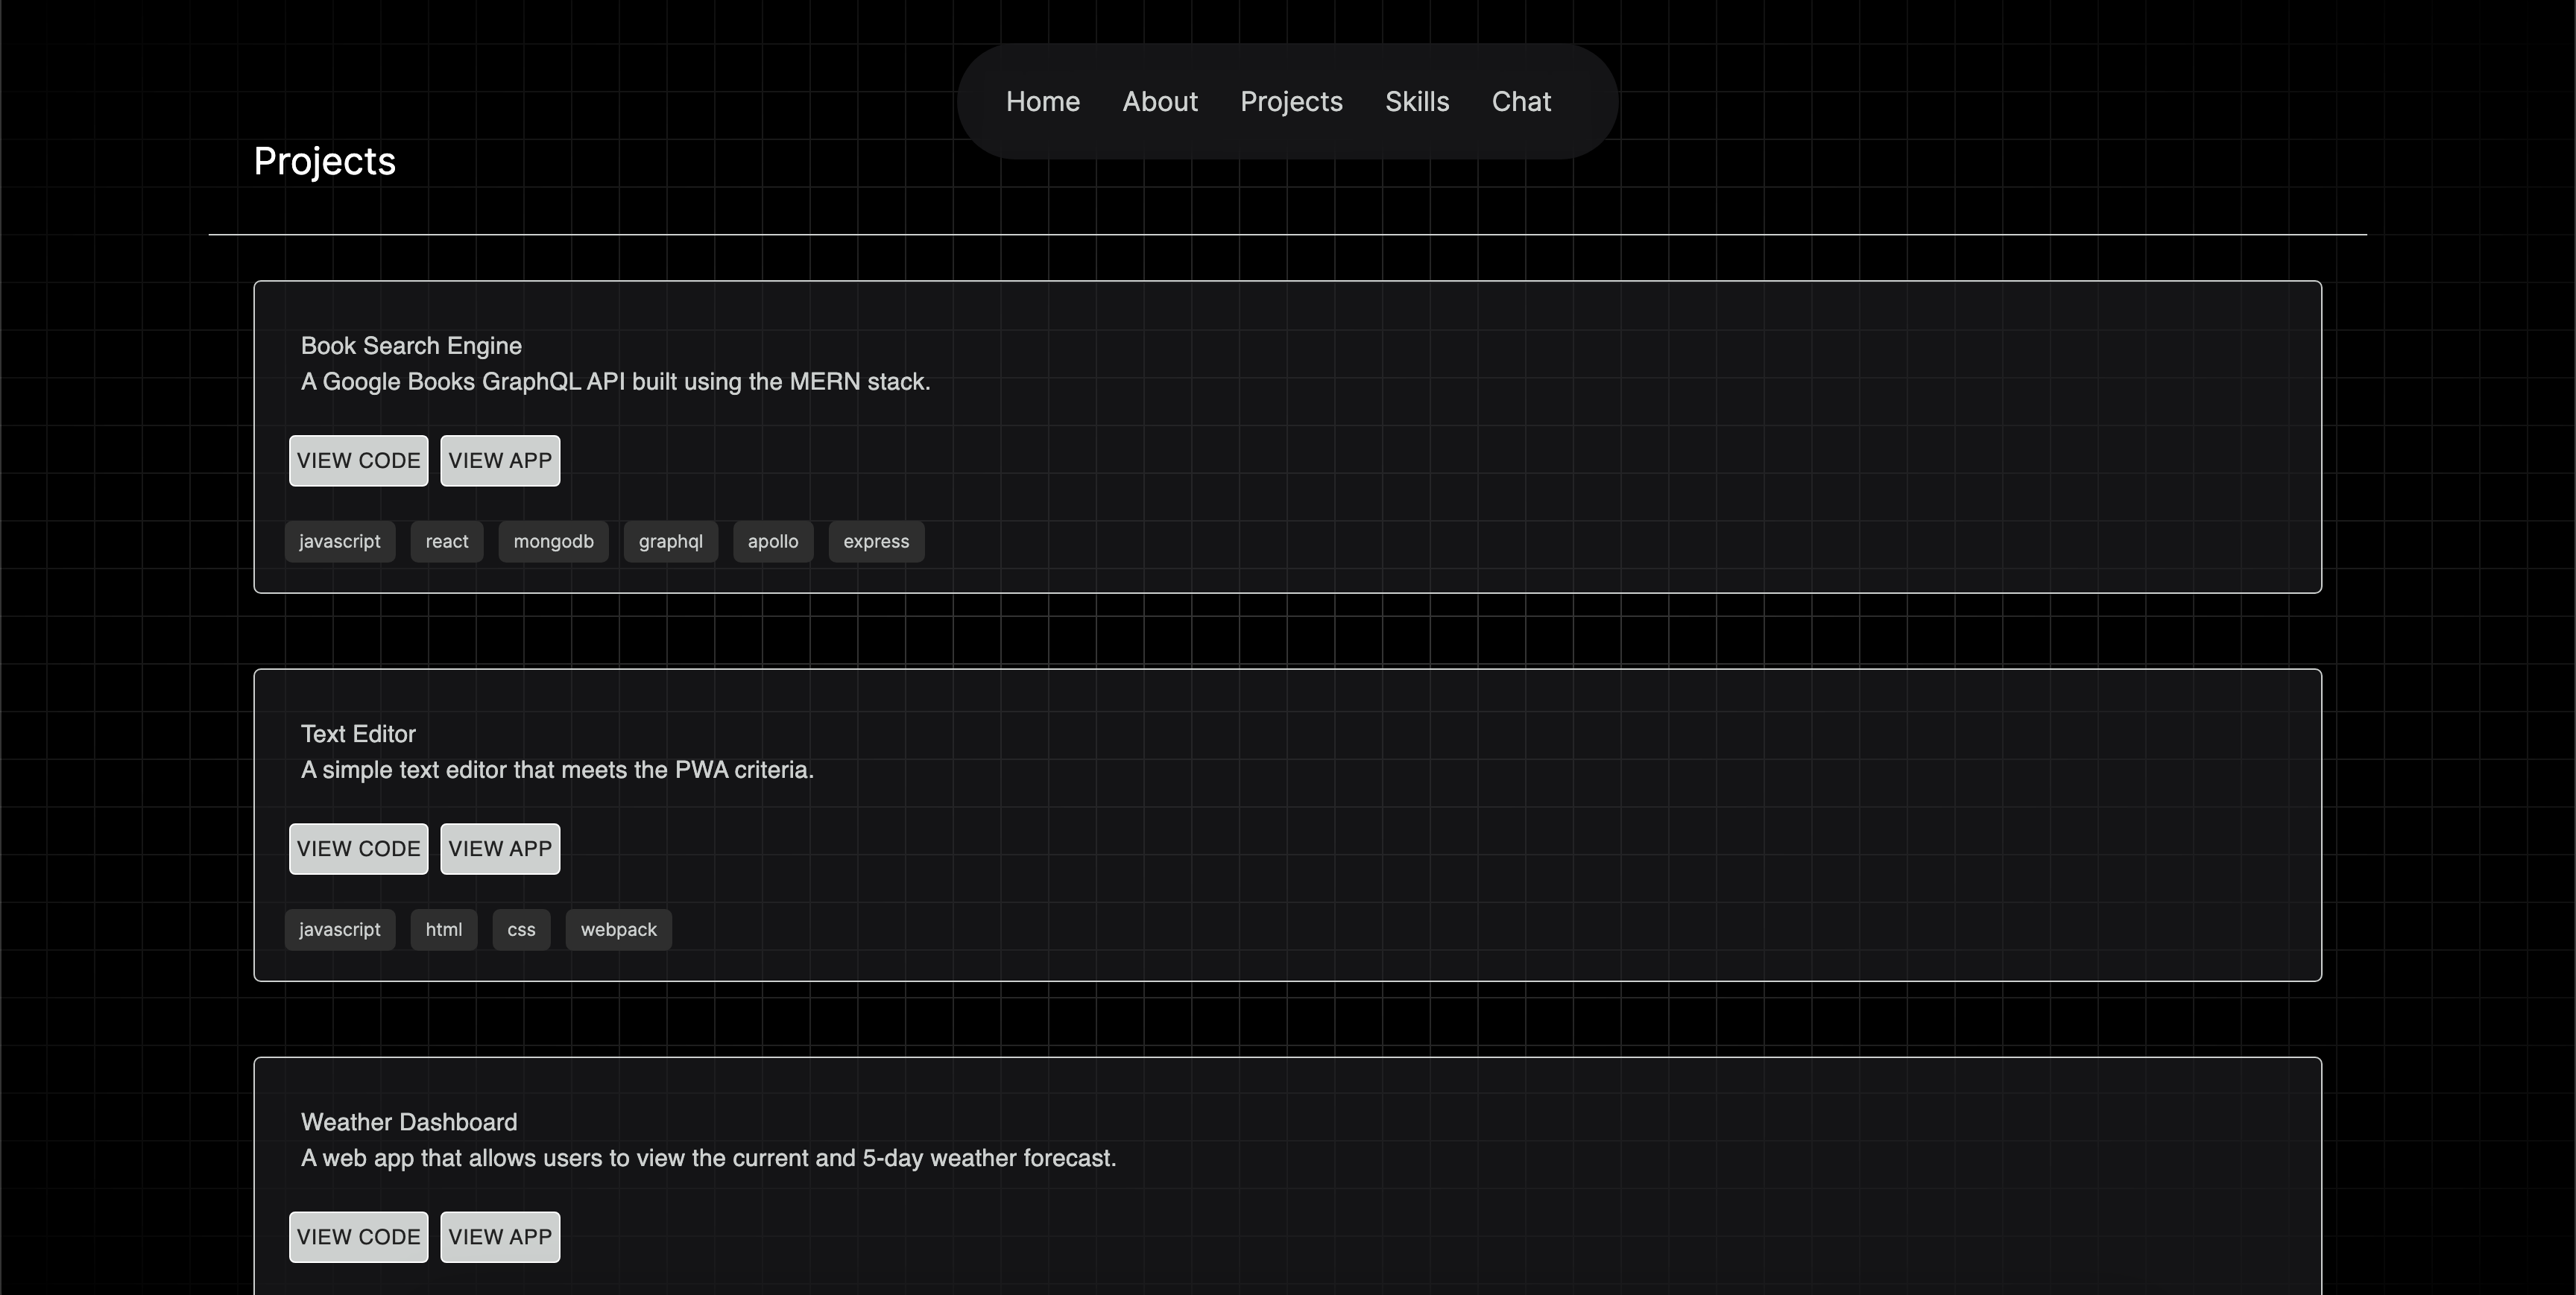 Home About Projects Skills Chat
Projects
Book Search Engine
A Google Books GraphQL API built using the MERN stack.
VIEW CODE VIEW APP
javascript react mongodb graphql apollo express
Text Editor
A simple text editor that meets the PWA criteria.
VIEW CODE VIEW APP
javascript html css webpack
Weather Dashboard
A web app that allows users to view the current and 5-day weather forecast.
VIEW CODE VIEW APP